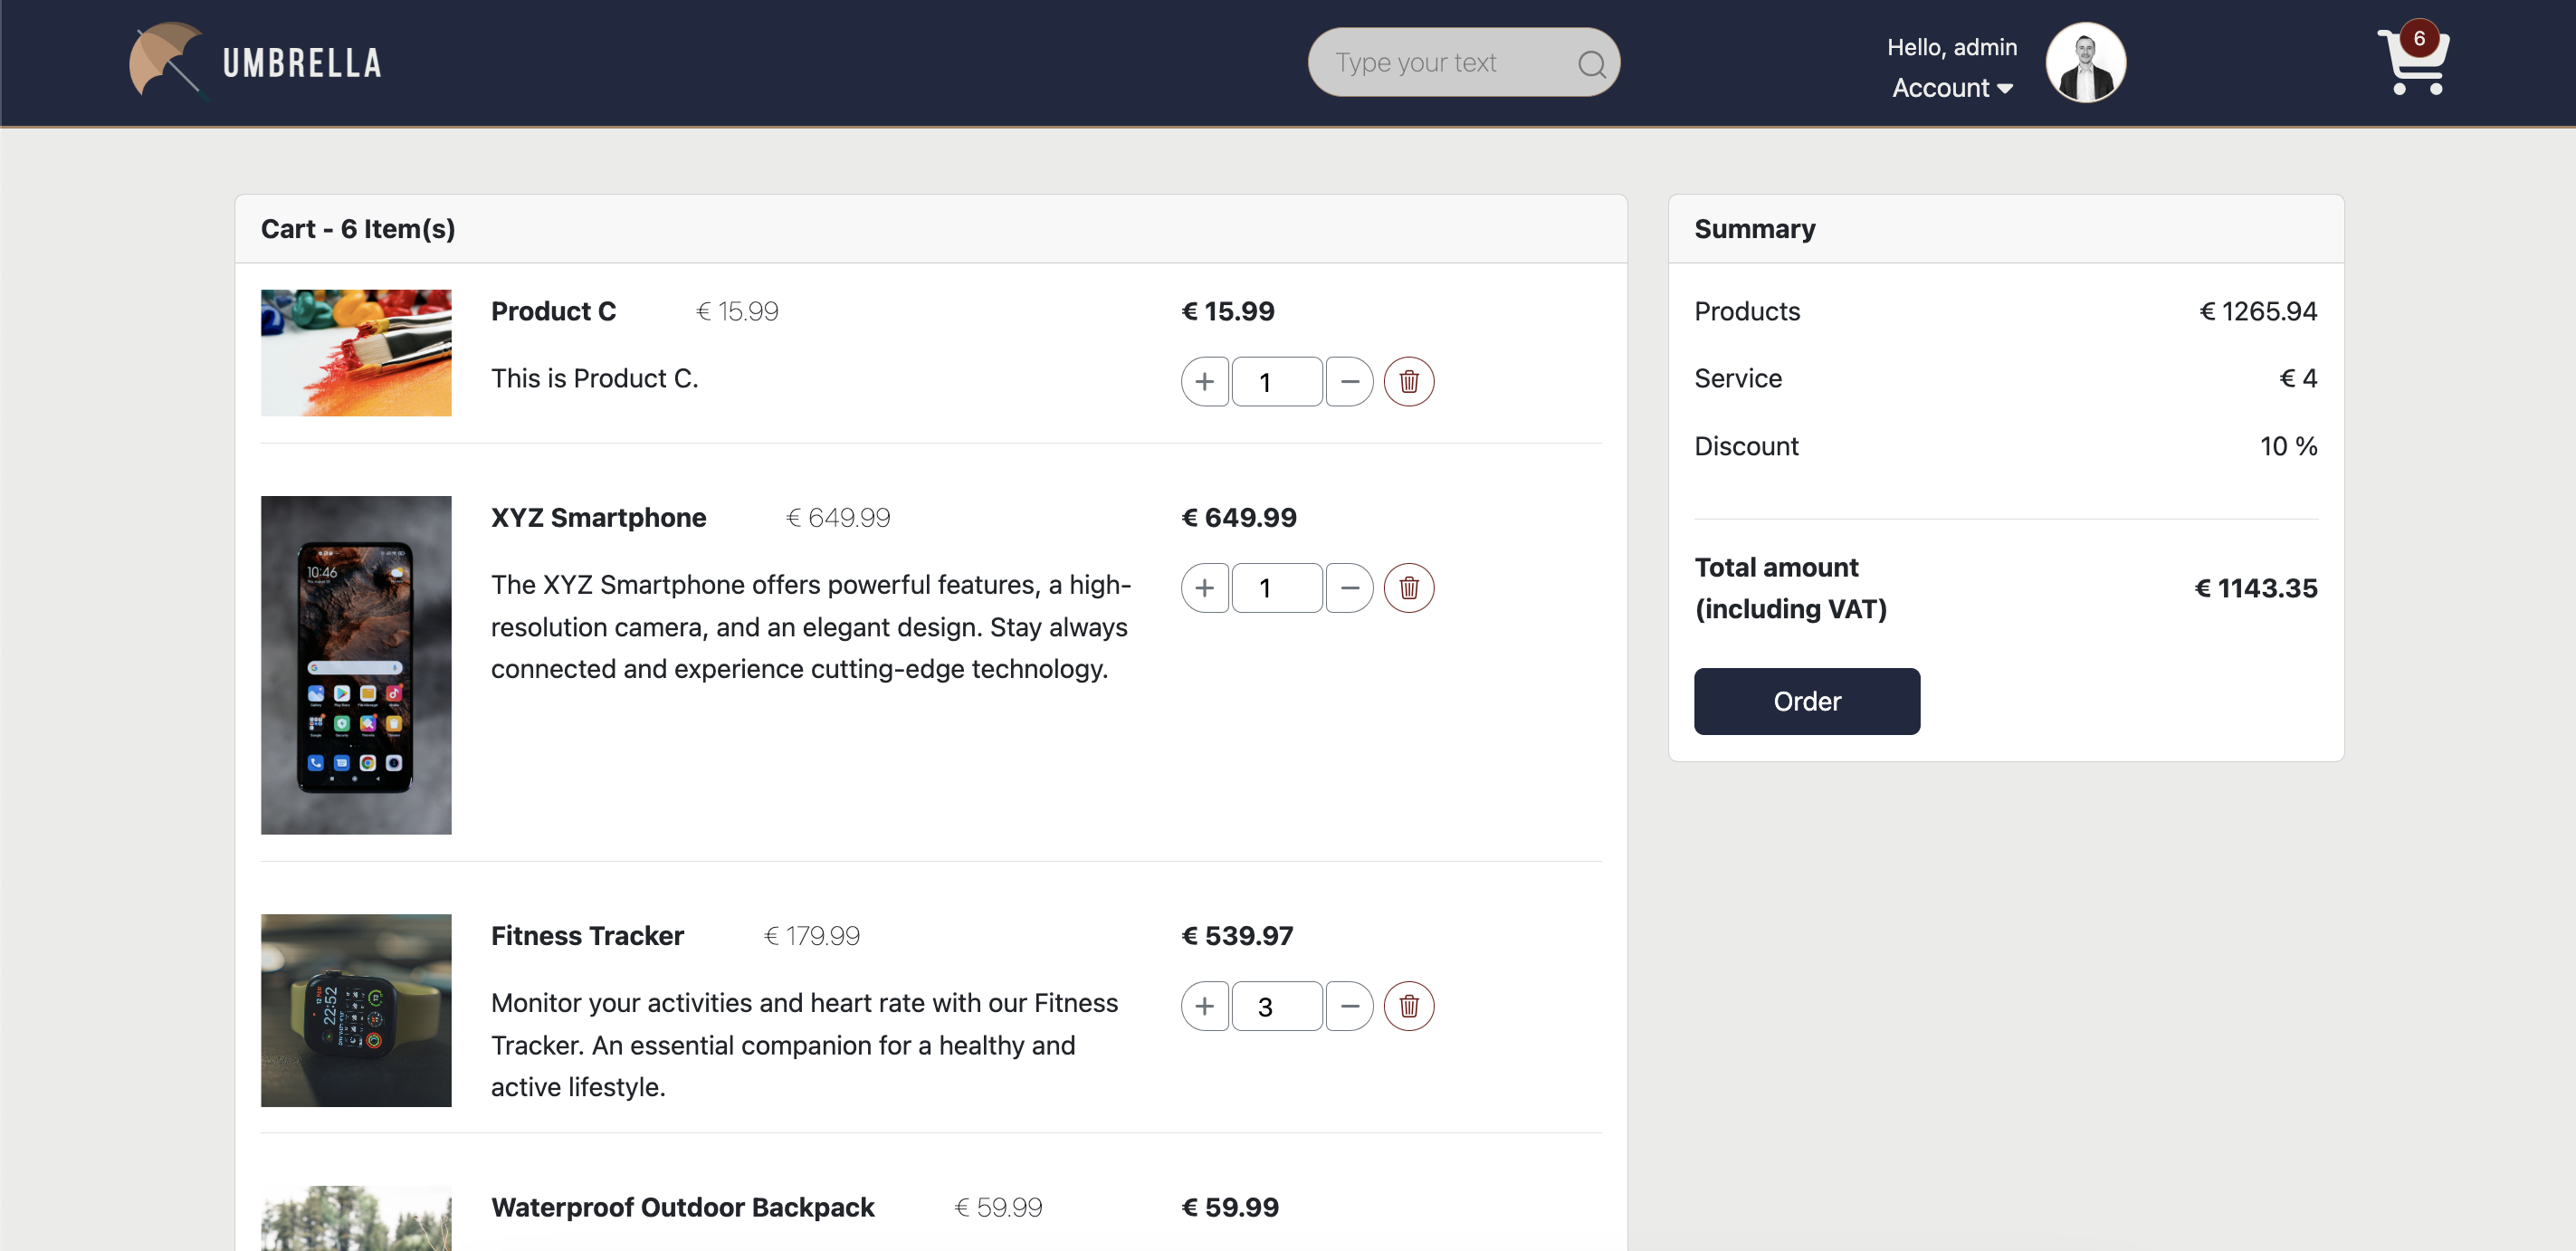 UMBRELLA
Type your text
Hello, admin
Account
6
Cart - 6 Item(s)
Product C € 15.99 € 15.99
This is Product C.
1
XYZ Smartphone € 649.99 € 649.99
10:46
The XYZ Smartphone offers powerful features, a high-
resolution camera, and an elegant design. Stay always
connected and experience cutting-edge technology.
1
Fitness Tracker € 179.99 € 539.97
22:52
Monitor your activities and heart rate with our Fitness
Tracker. An essential companion for a healthy and
active lifestyle.
3
Waterproof Outdoor Backpack € 59.99 € 59.99
Summary
Products € 1265.94
Service € 4
Discount 10 %
Total amount
(including VAT) € 1143.35
Order